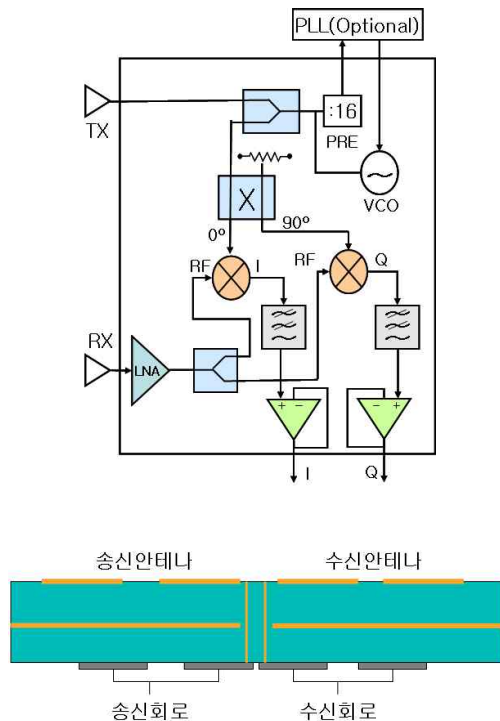 PLL(Optional)
TX
:16
PRE
VCO
X
0º
90º
RF
I
RF
Q
RX
LNA
+ -
- +
I
Q
송신안테나
수신안테나
송신회로
수신회로